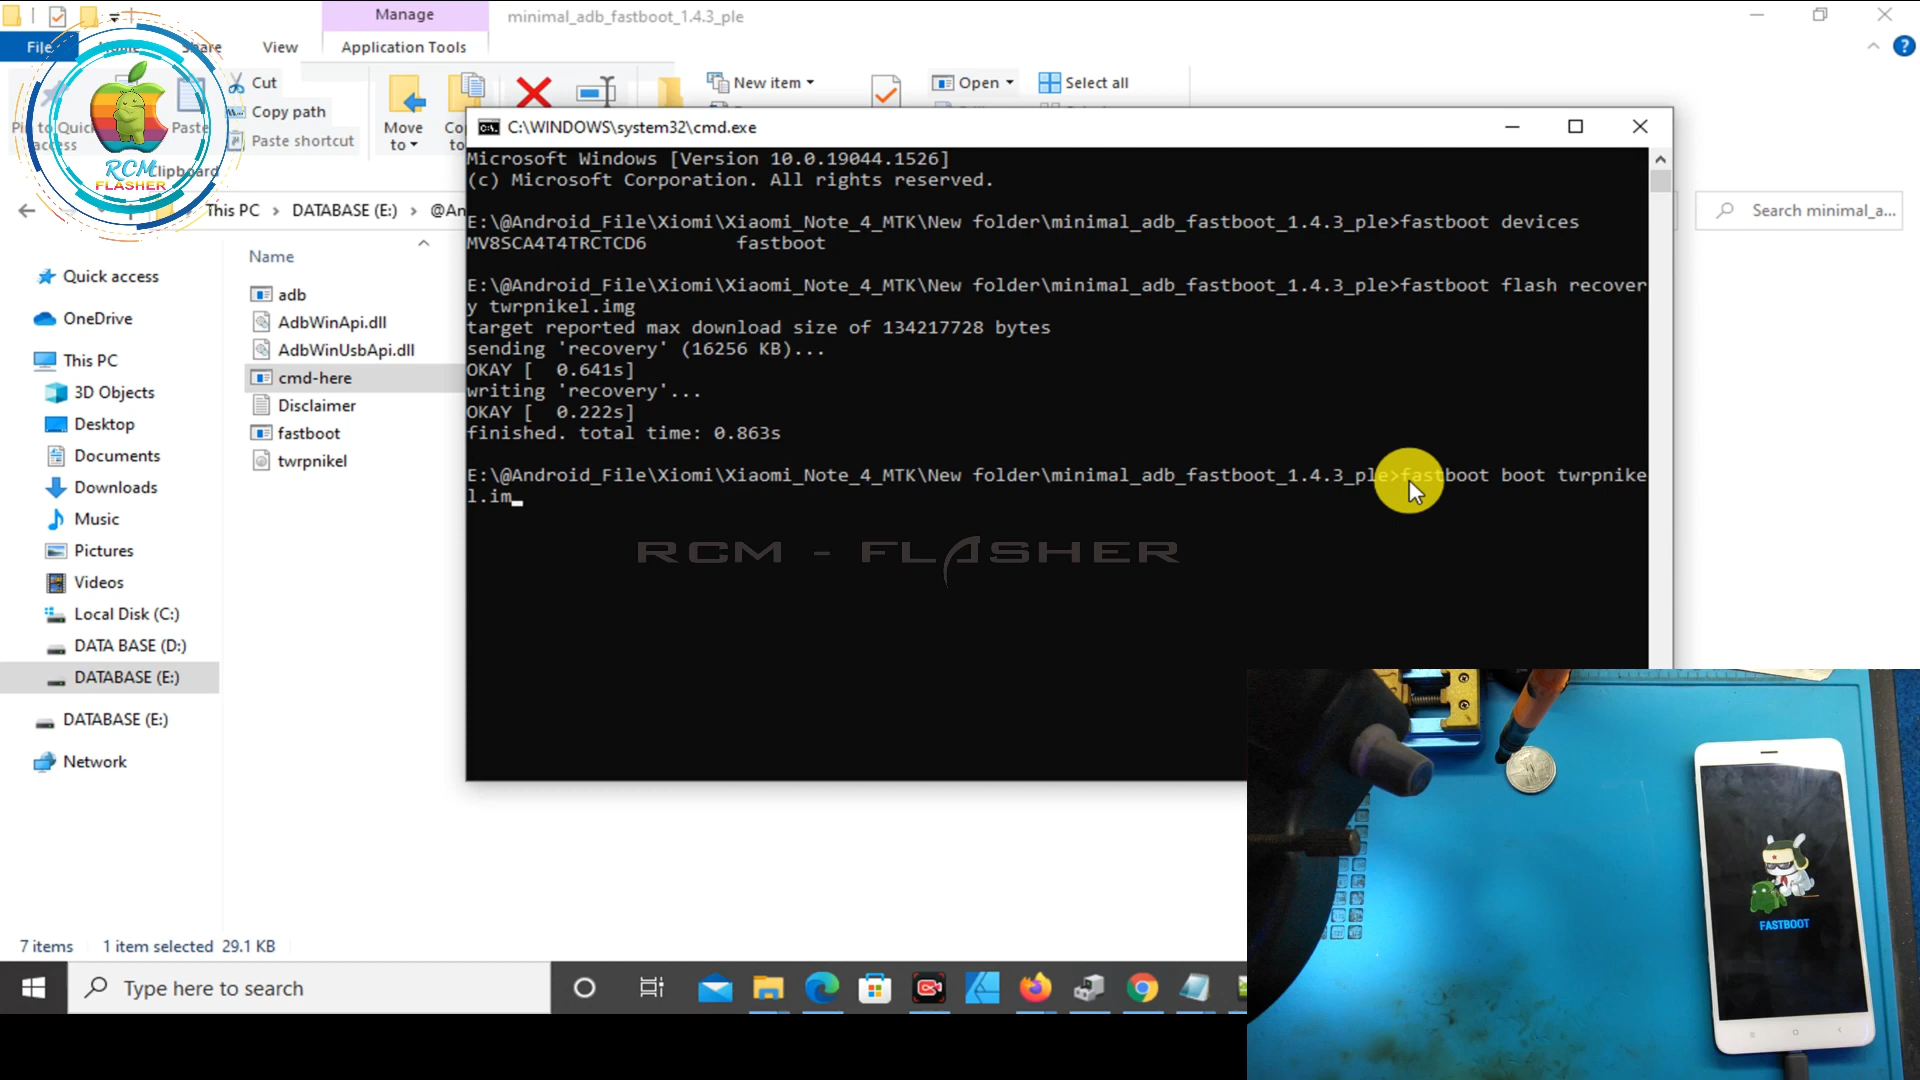 Manage
minimal_adb_fastboot_1.4.3_ple
File
Share
View
Application Tools
Cut
Copy path
Paste shortcut
Paste
Move
to
New item
Open
Select all
Clipboard
RCM
FLASHER
This PC
DATABASE (E:)
Search minimal_a...
C:\WINDOWS\system32\cmd.exe
Microsoft Windows [Version 10.0.19044.1526]
(c) Microsoft Corporation. All rights reserved.
E:\@Android_File\Xiomi\Xiaomi_Note_4_MTK\New folder\minimal_adb_fastboot_1.4.3_ple>fastboot devices
MV8SCA4T4TRCTCD6 fastboot
E:\@Android_File\Xiomi\Xiaomi_Note_4_MTK\New folder\minimal_adb_fastboot_1.4.3_ple>fastboot flash recover
y twrpnikel.img
target reported max download size of 134217728 bytes
sending 'recovery' (16256 KB)...
OKAY [ 0.641s]
writing 'recovery'...
OKAY [ 0.222s]
finished. total time: 0.863s
E:\@Android_File\Xiomi\Xiaomi_Note_4_MTK\New folder\minimal_adb_fastboot_1.4.3_ple>fastboot boot twrpnike
l.im_
RCM - FLASHER
Quick access
OneDrive
This PC
3D Objects
Desktop
Documents
Downloads
Music
Pictures
Videos
Local Disk (C:)
DATA BASE (D:)
DATABASE (E:)
DATABASE (E:)
Network
Name
adb
AdbWinApi.dll
AdbWinUsbApi.dll
cmd-here
Disclaimer
fastboot
twrpnikel
7 items
1 item selected 29.1 KB
Type here to search
FASTBOOT